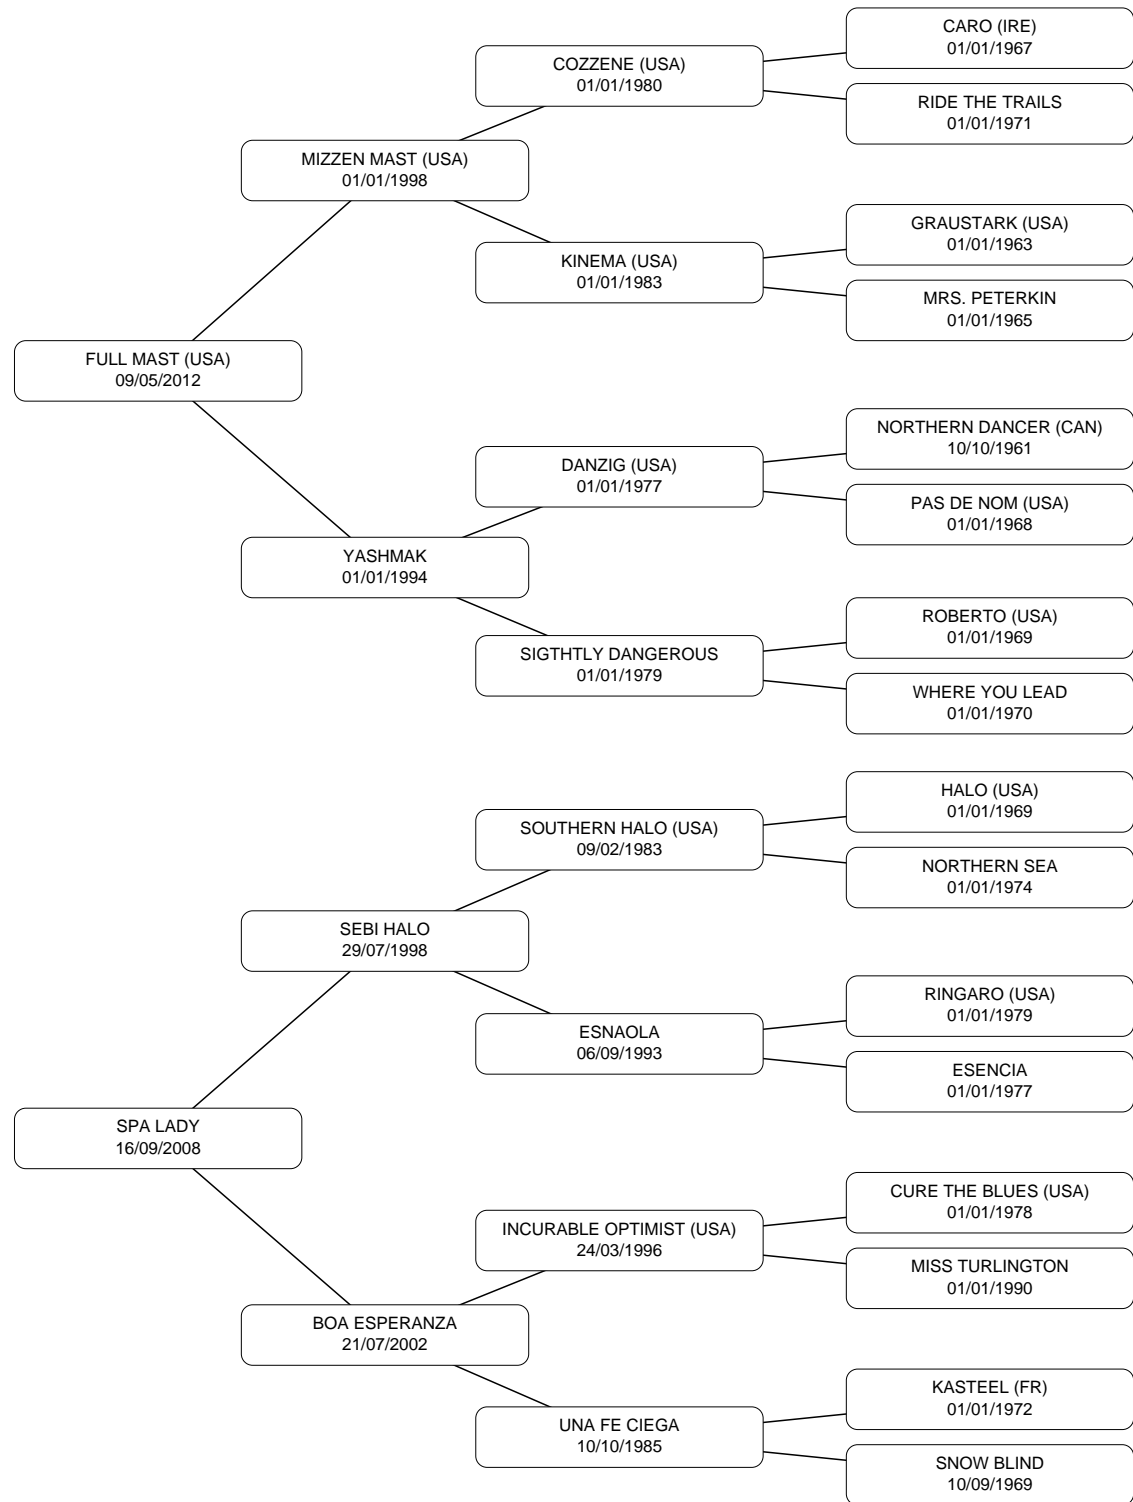 CARO (IRE)
01/01/1967
COZZENE (USA)
01/01/1980
RIDE THE TRAILS
01/01/1971
MIZZEN MAST (USA)
01/01/1998
GRAUSTARK (USA)
01/01/1963
KINEMA (USA)
01/01/1983
MRS. PETERKIN
01/01/1965
FULL MAST (USA)
09/05/2012
NORTHERN DANCER (CAN)
10/10/1961
DANZIG (USA)
01/01/1977
PAS DE NOM (USA)
01/01/1968
YASHMAK
01/01/1994
ROBERTO (USA)
01/01/1969
SIGTHTLY DANGEROUS
01/01/1979
WHERE YOU LEAD
01/01/1970
HALO (USA)
01/01/1969
SOUTHERN HALO (USA)
09/02/1983
NORTHERN SEA
01/01/1974
SEBI HALO
29/07/1998
RINGARO (USA)
01/01/1979
ESNAOLA
06/09/1993
ESENCIA
01/01/1977
SPA LADY
16/09/2008
CURE THE BLUES (USA)
01/01/1978
INCURABLE OPTIMIST (USA)
24/03/1996
MISS TURLINGTON
01/01/1990
BOA ESPERANZA
21/07/2002
KASTEEL (FR)
01/01/1972
UNA FE CIEGA
10/10/1985
SNOW BLIND
10/09/1969